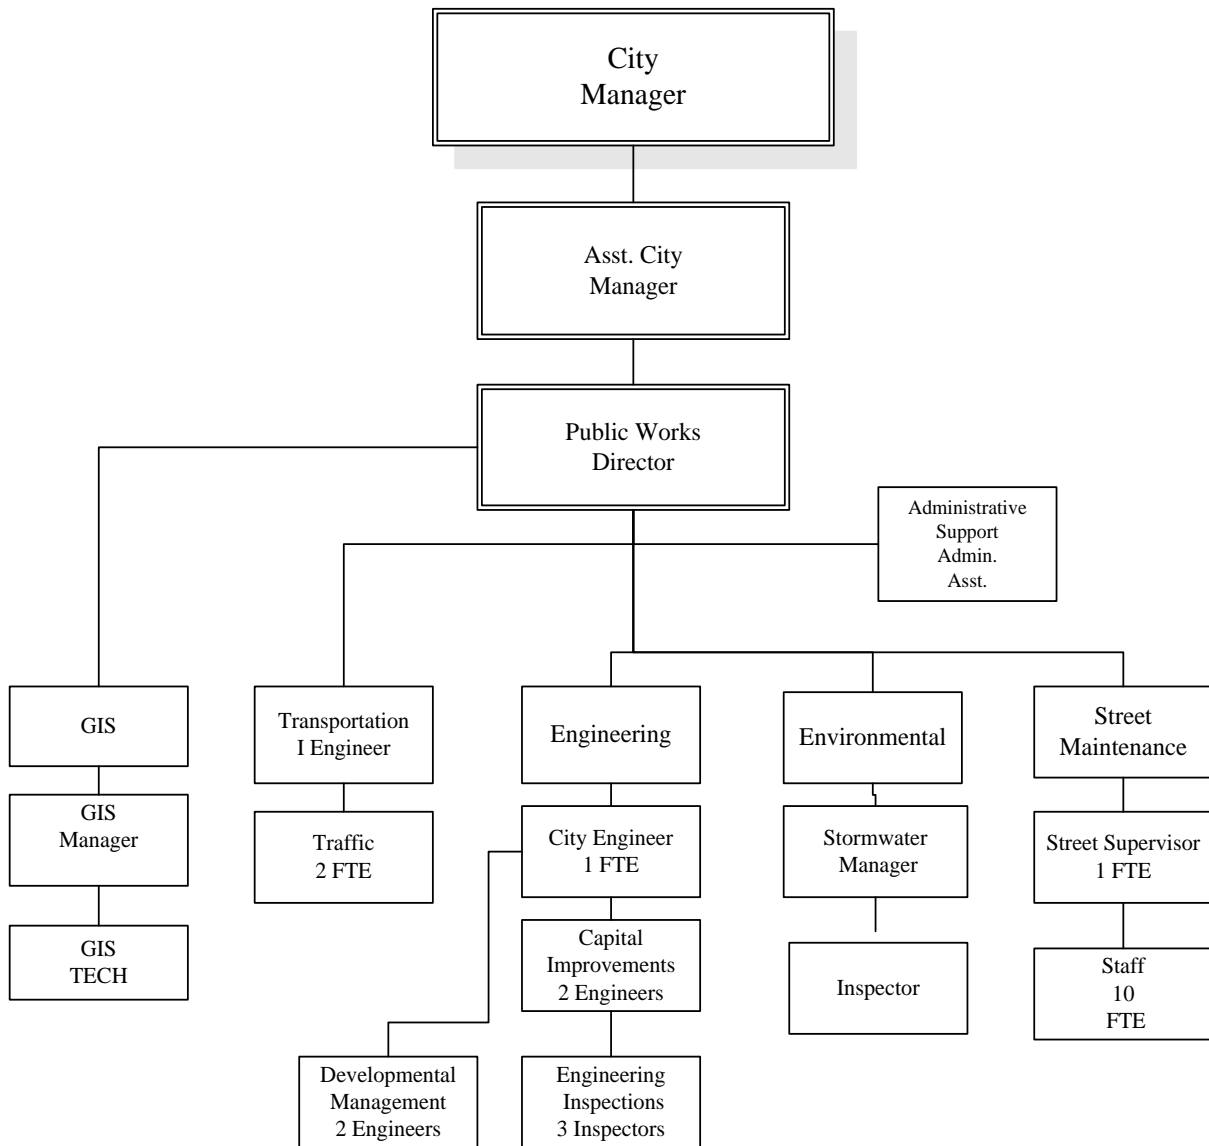 City
Manager
Asst. City
Manager
Public Works
Director
Administrative
Support
Admin.
Asst.
GIS
Transportation
I Engineer
Engineering
Environmental
Street
Maintenance
GIS
Manager
Traffic
2 FTE
City Engineer
1 FTE
Stormwater
Manager
Street Supervisor
1 FTE
GIS
TECH
Capital
Improvements
2 Engineers
Inspector
Staff
10
FTE
Developmental
Management
2 Engineers
Engineering
Inspections
3 Inspectors